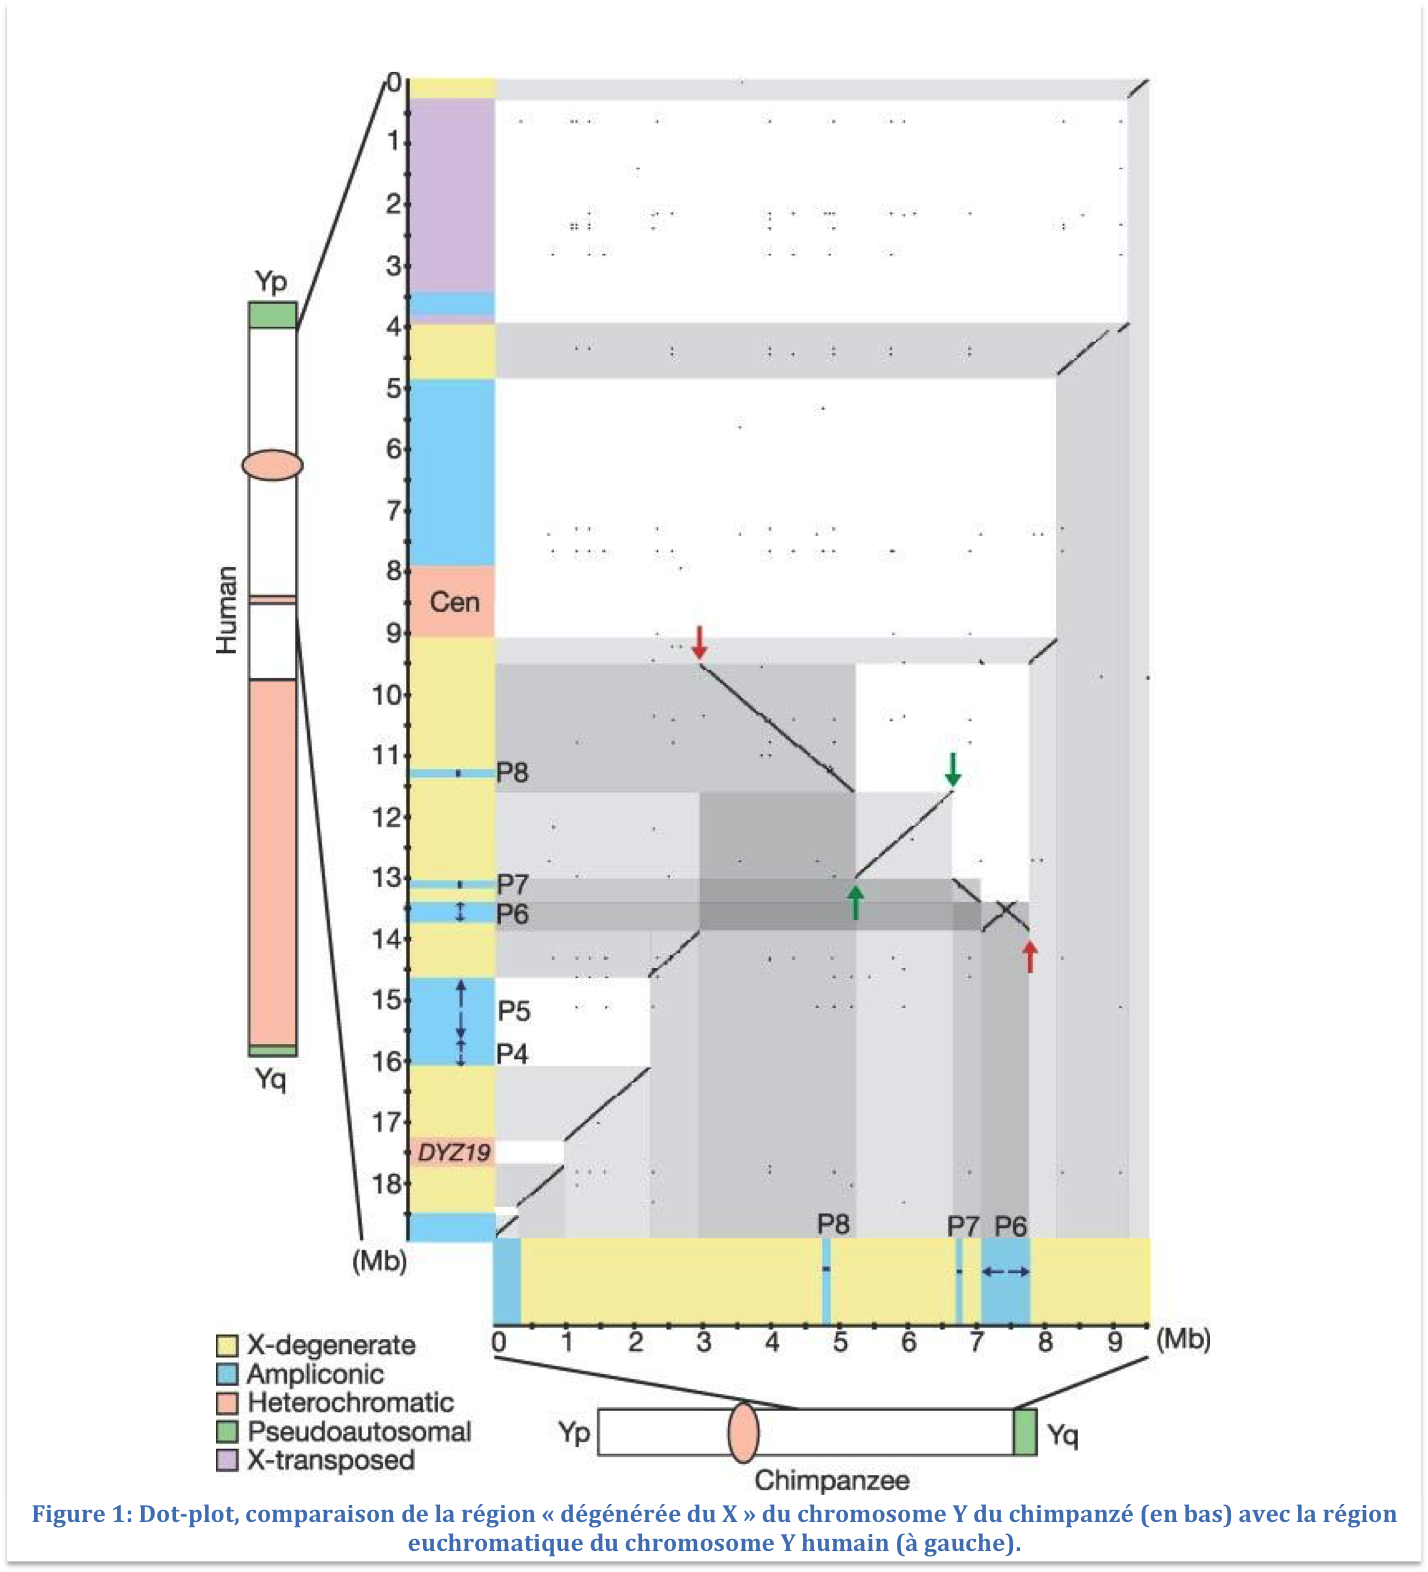 0
1
2
3
4
5
6
7
8
Cen
9
10
11
P8
12
13
P7
P6
14
15
P5
P4
16
17
DYZ19
18
(Mb)
Yp
Human
Yq
P8 P7 P6
0 1 2 3 4 5 6 7 8 9 (Mb)
X-degenerate
Ampliconic
Heterochromatic
Pseudoautosomal
X-transposed
Yp
Yq
Chimpanzee
Figure 1: Dot-plot, comparaison de la région « dégénérée du X » du chromosome Y du chimpanzé (en bas) avec la région
euchromatique du chromosome Y humain (à gauche).